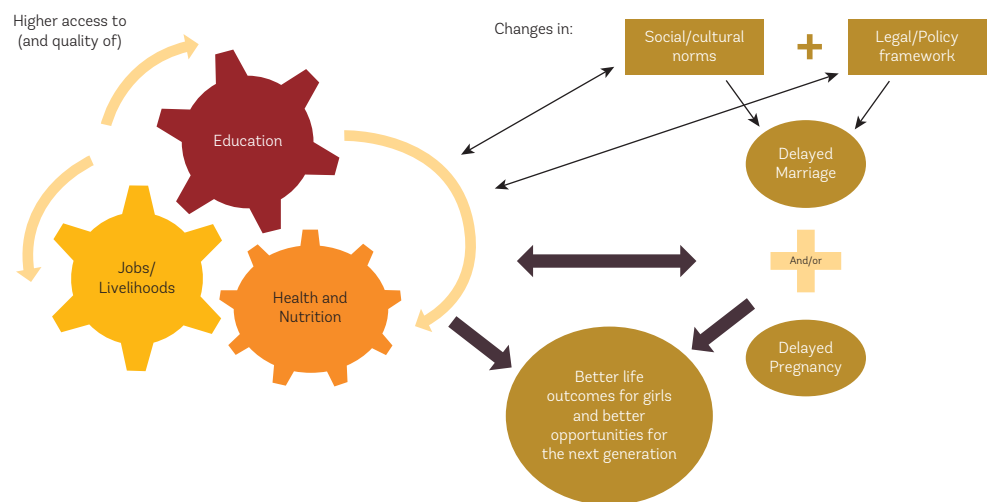 Higher access to
(and quality of)
Education
Jobs/
Livelihoods
Health and
Nutrition
Changes in:
Social/cultural
norms
+
Legal/Policy
framework
Delayed
Marriage
And/or
Delayed
Pregnancy
Better life
outcomes for girls
and better
opportunities for
the next generation